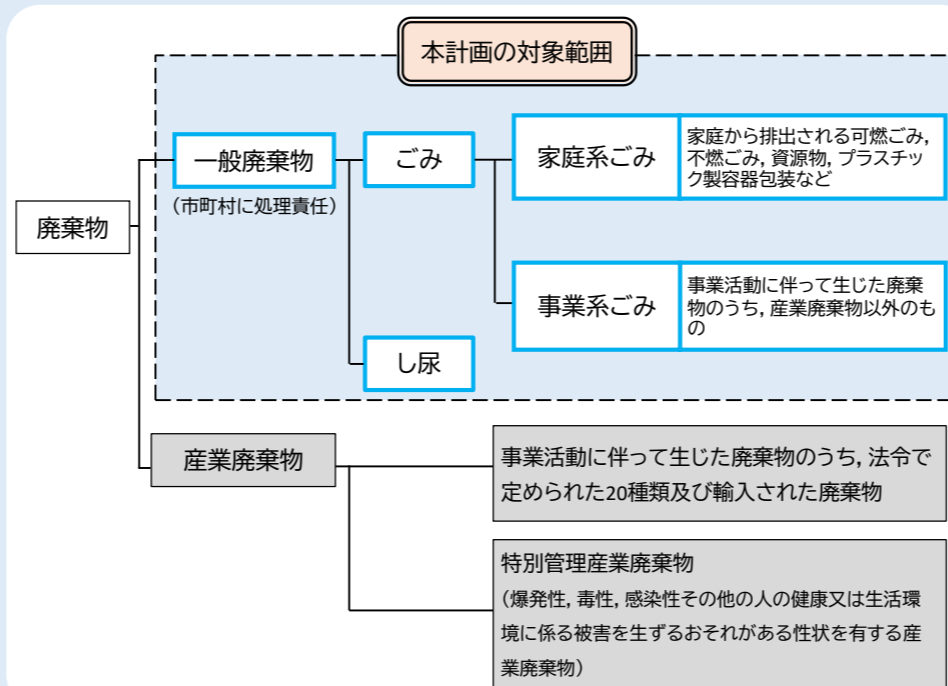 本計画の対象範囲
廃棄物
一般廃棄物
(市町村に処理責任)
ごみ
し尿
家庭系ごみ
家庭から排出される可燃ごみ,
不燃ごみ, 資源物, プラスチッ
ク製容器包装など
事業系ごみ
事業活動に伴って生じた廃棄
物のうち, 産業廃棄物以外のも
の
産業廃棄物
事業活動に伴って生じた廃棄物のうち, 法令で
定められた20種類及び輸入された廃棄物
特別管理産業廃棄物
(爆発性, 毒性, 感染性その他の人の健康又は生活環
境に係る被害を生ずるおそれがある性状を有する産
業廃棄物)